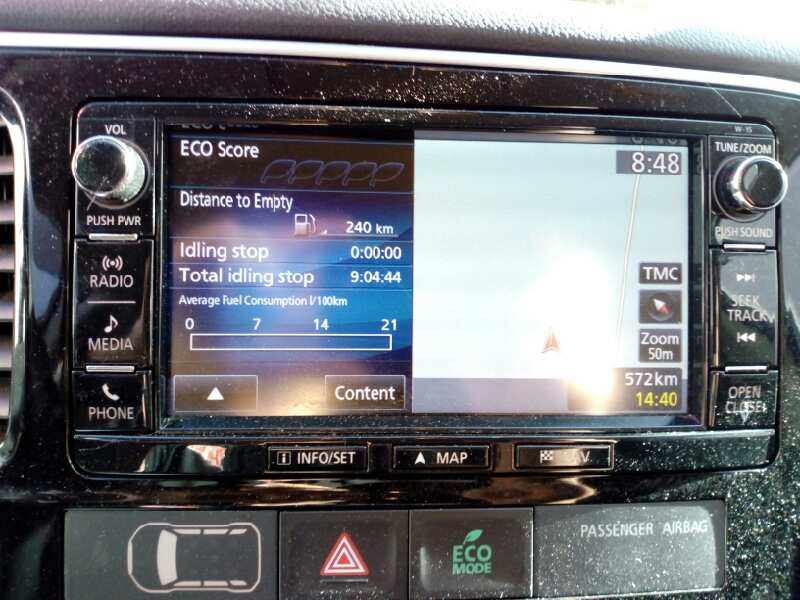 VOL
PUSH PWR
RADIO
MEDIA
PHONE
ECO Score
Distance to Empty
240 km
Idling stop 0:00:00
Total idling stop 9:04:44
Average Fuel Consumption l/100km
0 7 14 21
Content
8:48
TMC
Zoom
50m
572km
14:40
W-15
TUNE/ZOOM
PUSH SOUND
SEEK
TRACK
OPEN
CLOSE
INFO/SET
MAP
PASSENGER AIRBAG
ECO
MODE